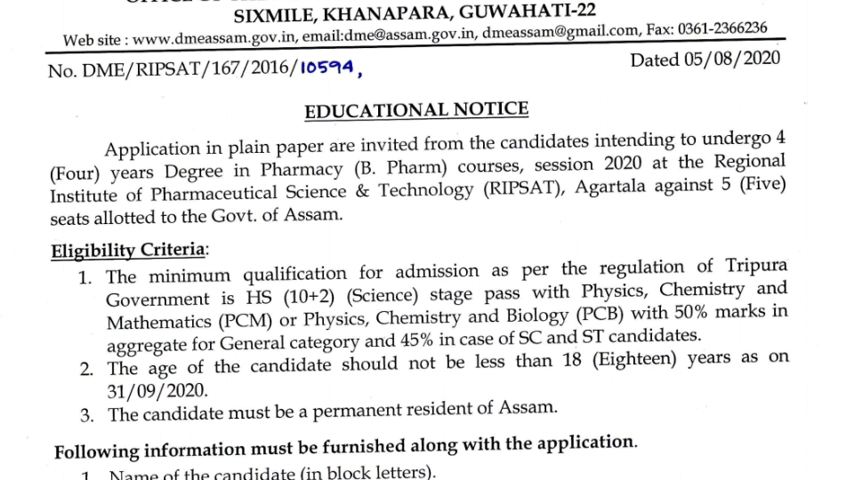 SIXMILE, KHANAPARA, GUWAHATI-22
Web site : www.dmeassam.gov.in, email:dme@assam.gov.in, dmeassam@gmail.com, Fax: 0361-2366236
No. DME/RIPSAT/167/2016/10594, Dated 05/08/2020
EDUCATIONAL NOTICE
Application in plain paper are invited from the candidates intending to undergo 4
(Four) years Degree in Pharmacy (B. Pharm) courses, session 2020 at the Regional
Institute of Pharmaceutical Science & Technology (RIPSAT), Agartala against 5 (Five)
seats allotted to the Govt. of Assam.
Eligibility Criteria:
1. The minimum qualification for admission as per the regulation of Tripura
Government is HS (10+2) (Science) stage pass with Physics, Chemistry and
Mathematics (PCM) or Physics, Chemistry and Biology (PCB) with 50% marks in
aggregate for General category and 45% in case of SC and ST candidates.
2. The age of the candidate should not be less than 18 (Eighteen) years as on
31/09/2020.
3. The candidate must be a permanent resident of Assam.
Following information must be furnished along with the application.
1. Name of the candidate (in block letters).